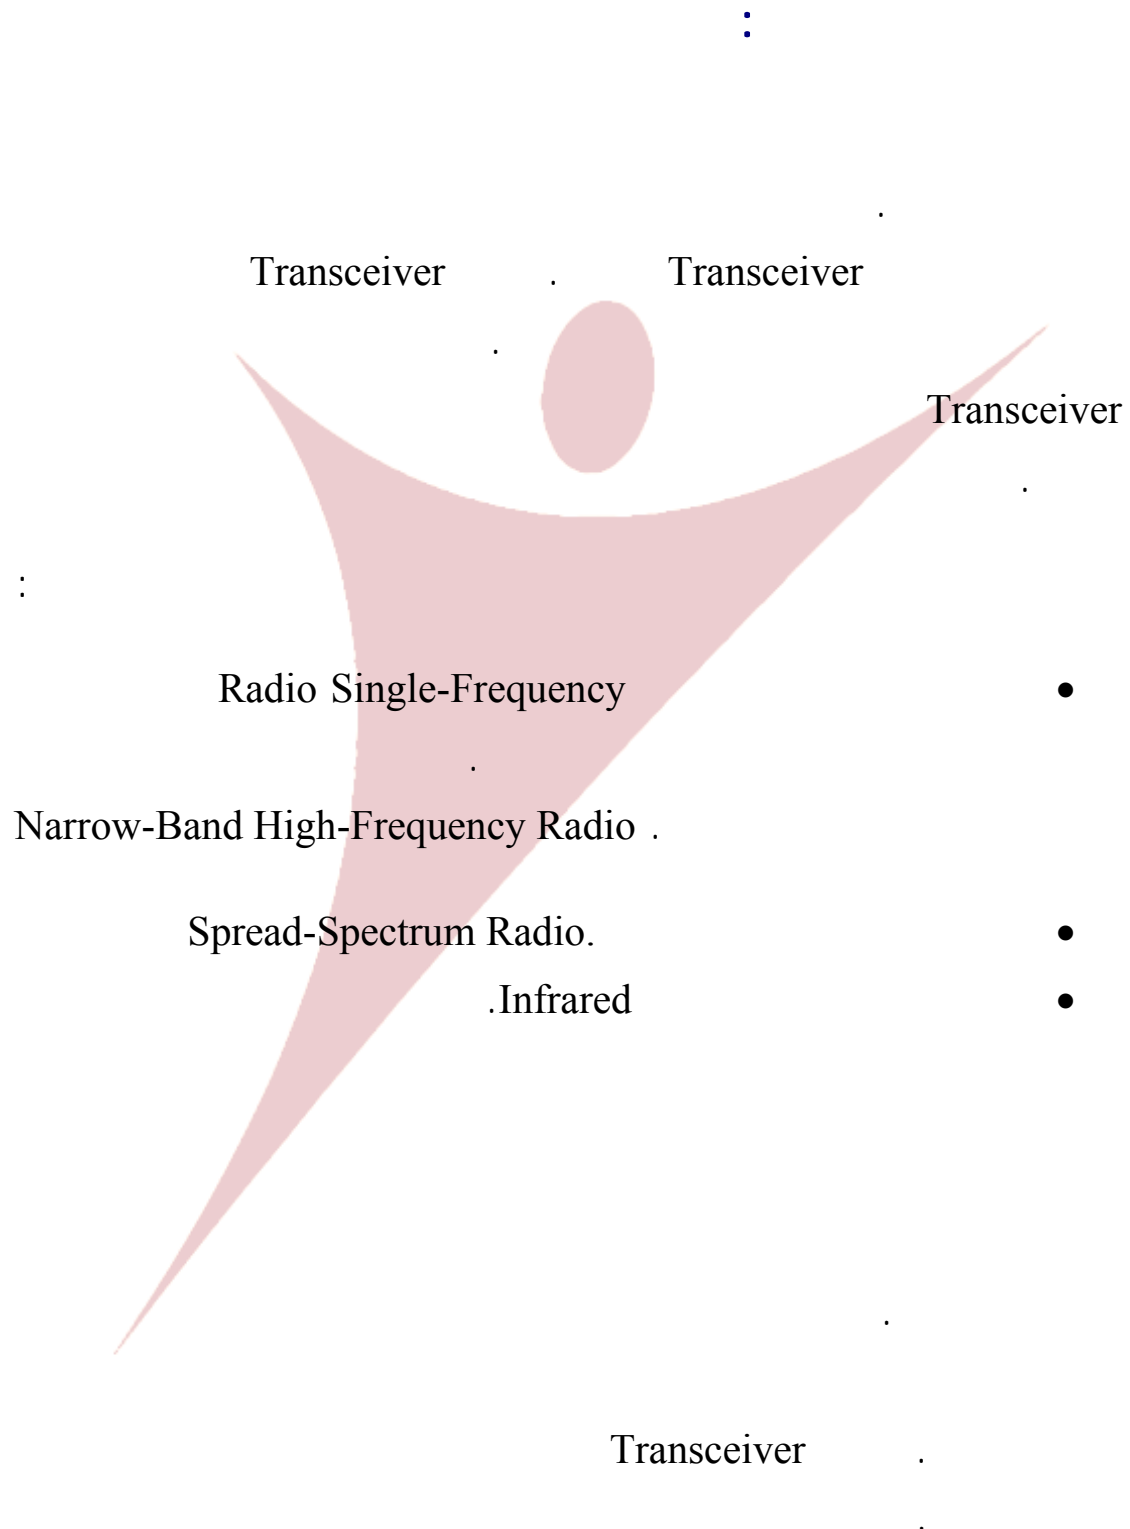 :
.
Transceiver . Transceiver
.
Transceiver
.
:
• Radio Single-Frequency
.
Narrow-Band High-Frequency Radio .
• Spread-Spectrum Radio.
• .Infrared
.
Transceiver .
.